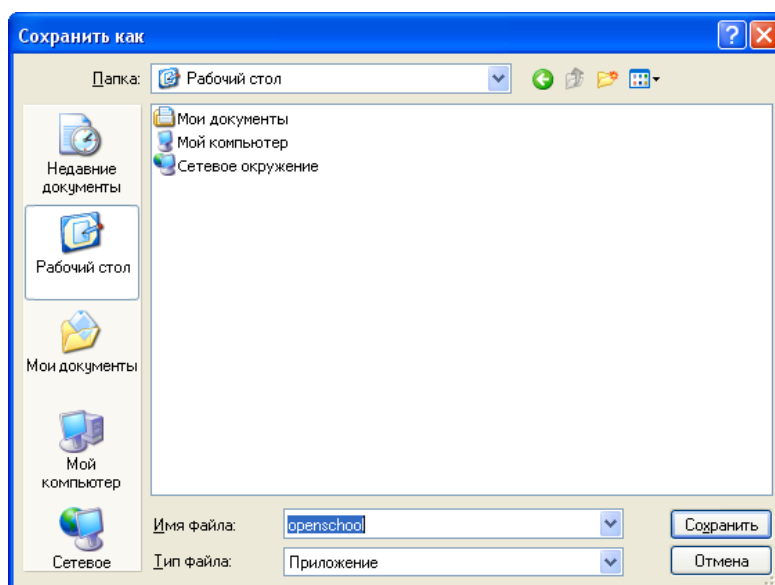 Сохранить как
Папка: Рабочий стол
Недавние
документы
Рабочий стол
Мои документы
Мой
компьютер
Сетевое
Мои документы
Мой компьютер
Сетевое окружение
Имя файла: openschool Сохранить
Тип файла: Приложение Отмена